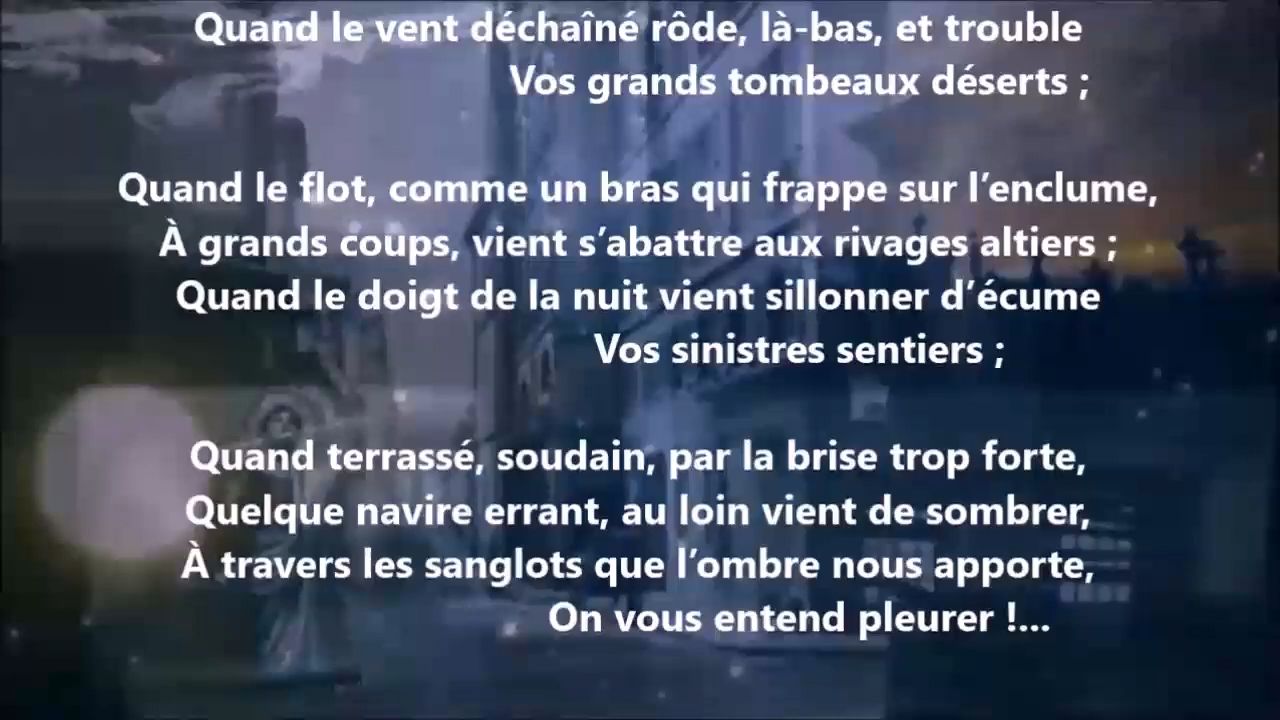 Quand le vent déchaîné rôde, là-bas, et trouble
Vos grands tombeaux déserts ;
Quand le flot, comme un bras qui frappe sur l’enclume,
À grands coups, vient s’abattre aux rivages altiers ;
Quand le doigt de la nuit vient sillonner d’écume
Vos sinistres sentiers ;
Quand terrassé, soudain, par la brise trop forte,
Quelque navire errant, au loin vient de sombrer,
À travers les sanglots que l’ombre nous apporte,
On vous entend pleurer !...